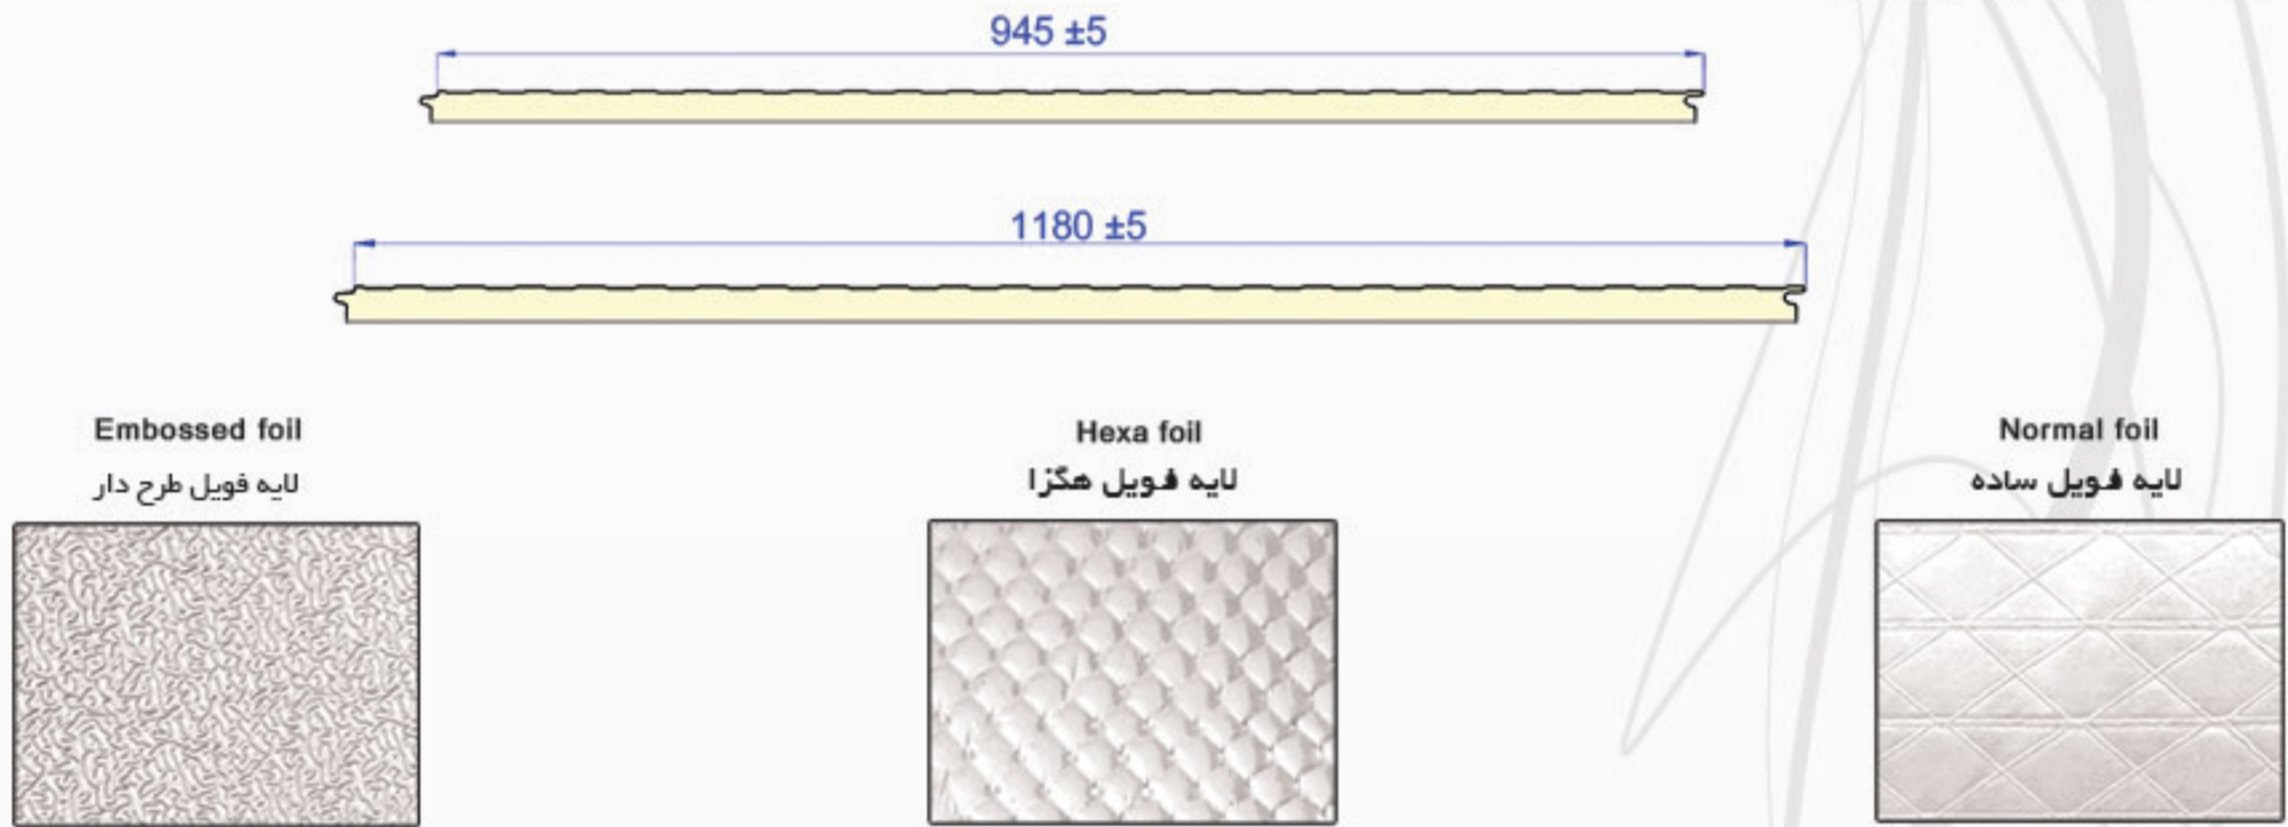 945 ±5
1180 ±5
Embossed foil
لایه فویل طرح دار
Hexa foil
لایه فویل هگزا
Normal foil
لایه فویل ساده